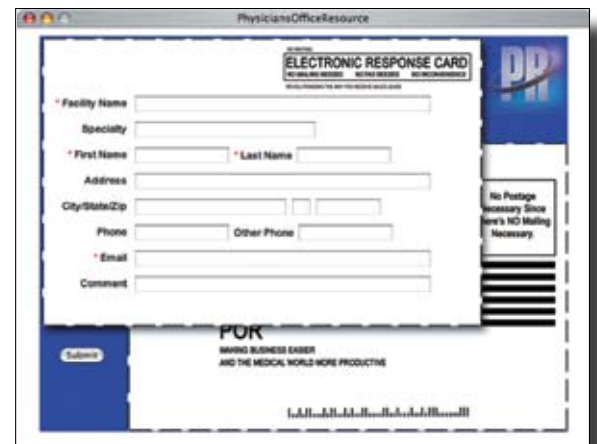 PhysiciansOfficeResource
NO WAITING
ELECTRONIC RESPONSE CARD
NO MAILING NEEDED NO FAX NEEDED NO INCONVENIENCE
PR
* Facility Name
Specialty
* First Name * Last Name
Address
City/State/Zip
Phone Other Phone
* Email
Comment
No Postage
Necessary Since
There's NO Mailing
Necessary.
Submit
POR
MAKING BUSINESS EASIER
AND THE MEDICAL WORLD MORE PRODUCTIVE